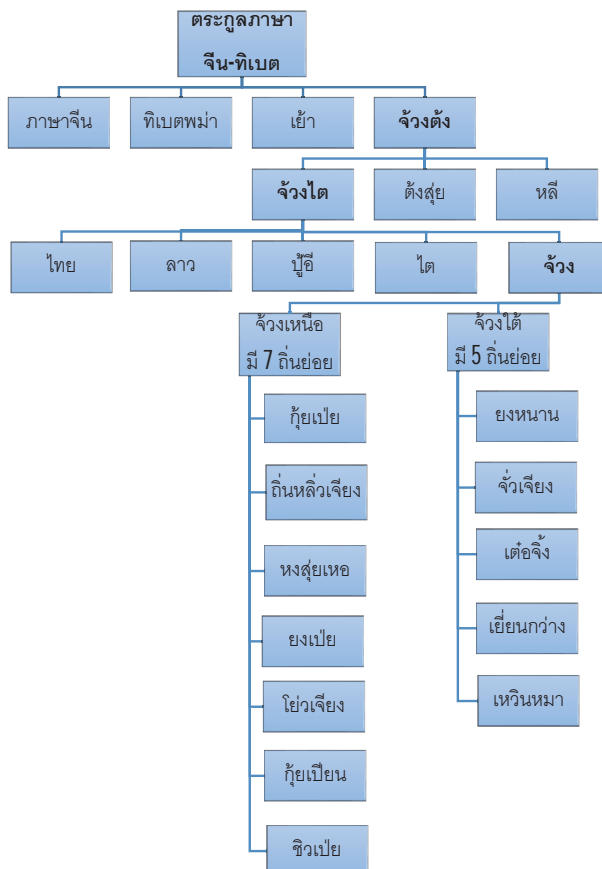 ตระกูลภาษา
จีน-ทิเบต
ภาษาจีน
ทิเบตพม่า
เย้า
จ้วงต้ง
จ้วงไต
ต้งสุ่ย
หลี
ไทย
ลาว
ปู้อี
ไต
จ้วง
จ้วงเหนือ
มี 7 ถิ่นย่อย
จ้วงใต้
มี 5 ถิ่นย่อย
กุ้ยเป่ย
ถิ่นหลิ่วเจียง
หงสุ่ยเหอ
ยงเป่ย
โย่วเจียง
กุ้ยเปียน
ชิวเป่ย
ยงหนาน
จั่วเจียง
เต๋อจิ้ง
เยี่ยนกว่าง
เหวินหมา